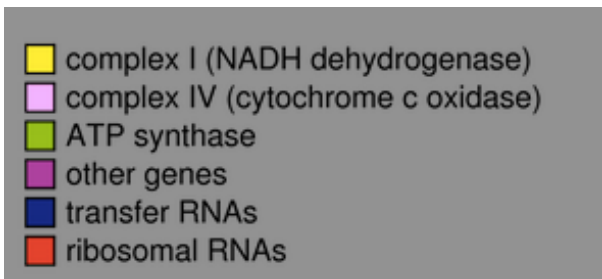 complex I (NADH dehydrogenase)
complex IV (cytochrome c oxidase)
ATP synthase
other genes
transfer RNAs
ribosomal RNAs